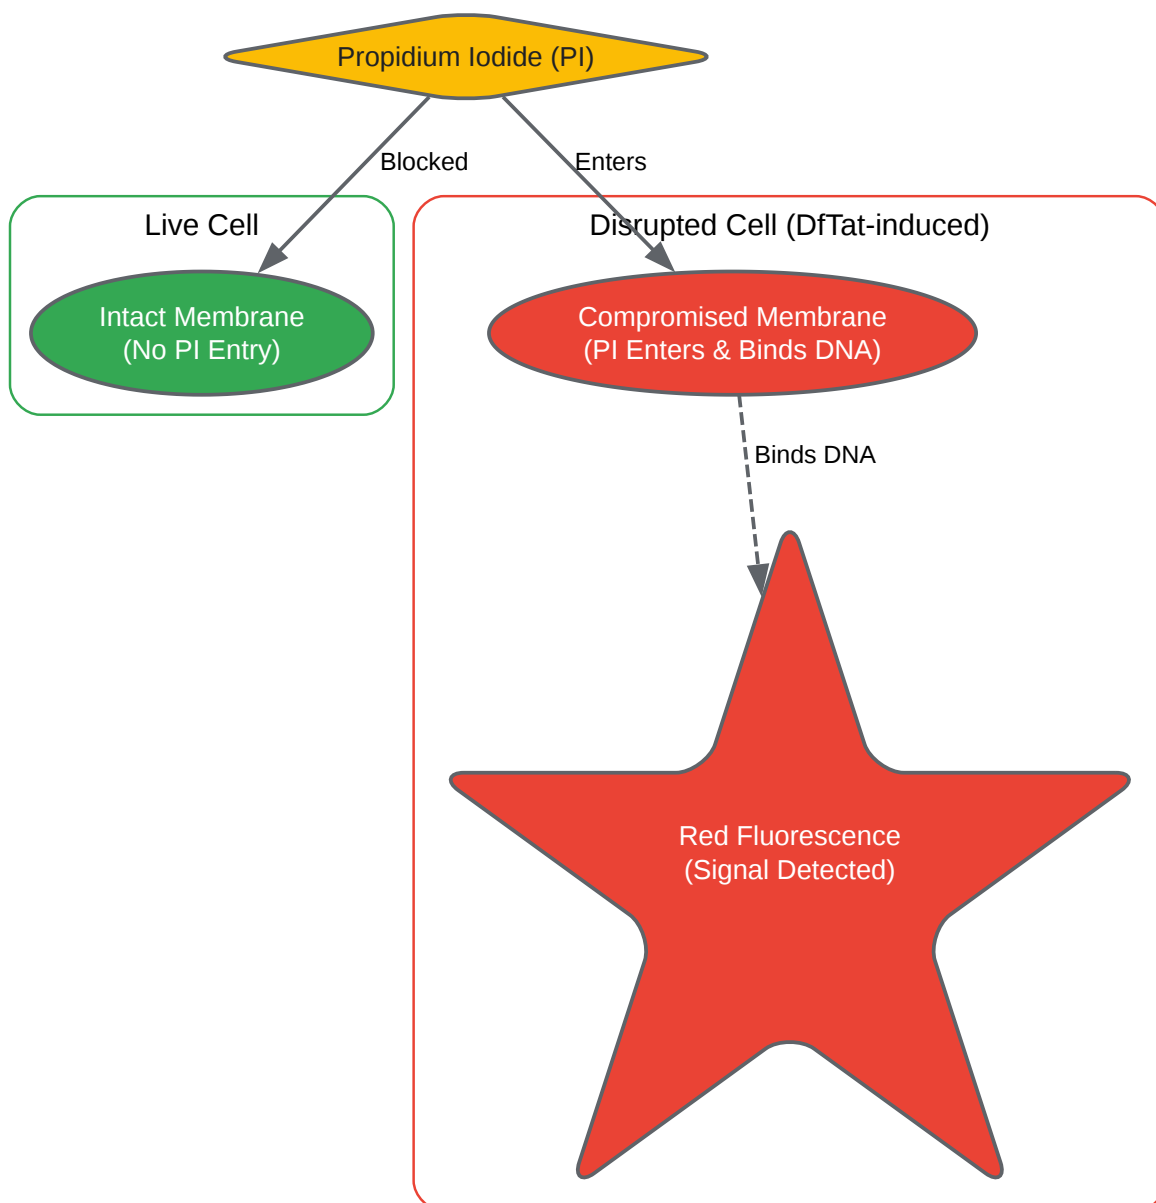 Propidium Iodide (PI)
Blocked
Enters
Live Cell
Disrupted Cell (DfTat-induced)
Intact Membrane
(No PI Entry)
Compromised Membrane
(PI Enters & Binds DNA)
Binds DNA
Red Fluorescence
(Signal Detected)